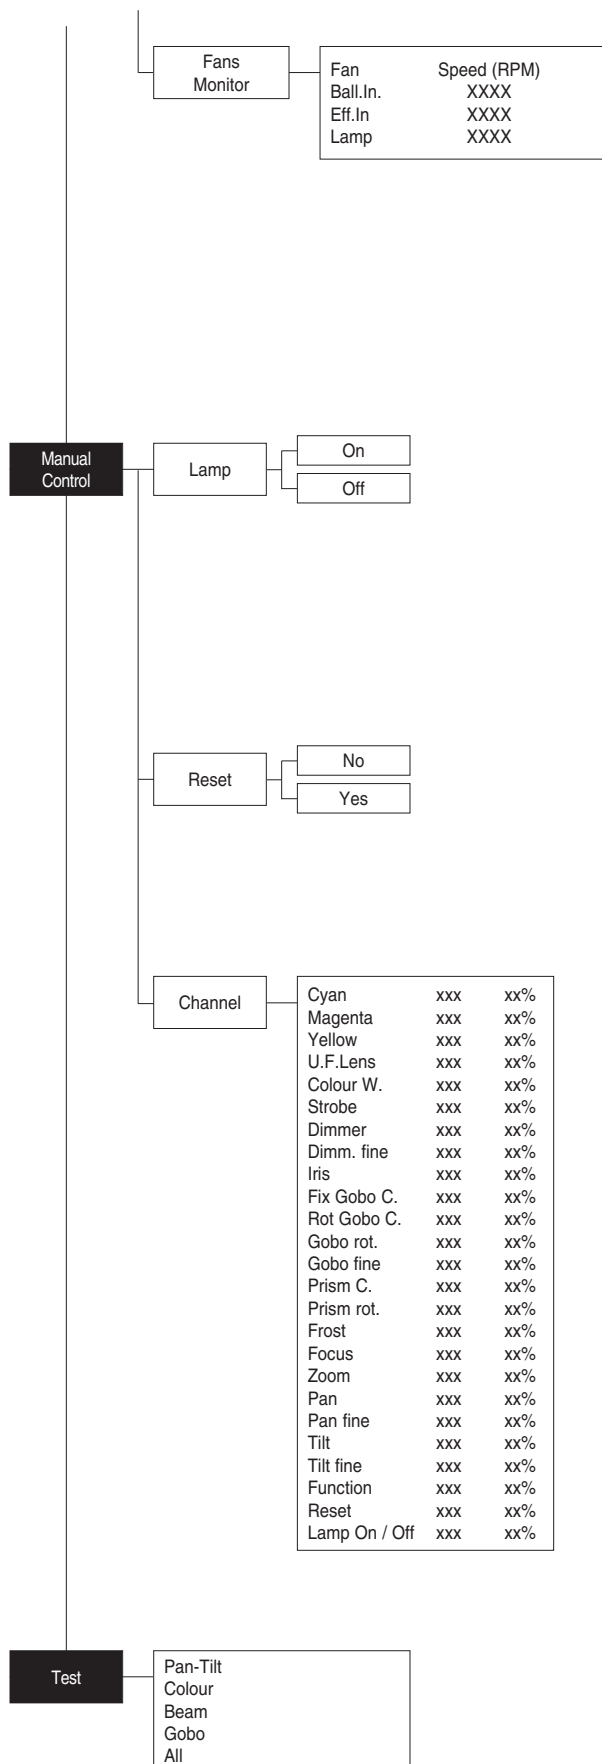 Fans
Monitor
Fan Speed (RPM)
Ball.In. XXXX
Eff.In XXXX
Lamp XXXX
Manual
Control
Lamp
On
Off
Reset
No
Yes
Channel
Cyan xxx xx%
Magenta xxx xx%
Yellow xxx xx%
U.F.Lens xxx xx%
Colour W. xxx xx%
Strobe xxx xx%
Dimmer xxx xx%
Dimm. fine xxx xx%
Iris xxx xx%
Fix Gobo C. xxx xx%
Rot Gobo C. xxx xx%
Gobo rot. xxx xx%
Gobo fine xxx xx%
Prism C. xxx xx%
Prism rot. xxx xx%
Frost xxx xx%
Focus xxx xx%
Zoom xxx xx%
Pan xxx xx%
Pan fine xxx xx%
Tilt xxx xx%
Tilt fine xxx xx%
Function xxx xx%
Reset xxx xx%
Lamp On / Off xxx xx%
Test
Pan-Tilt
Colour
Beam
Gobo
All